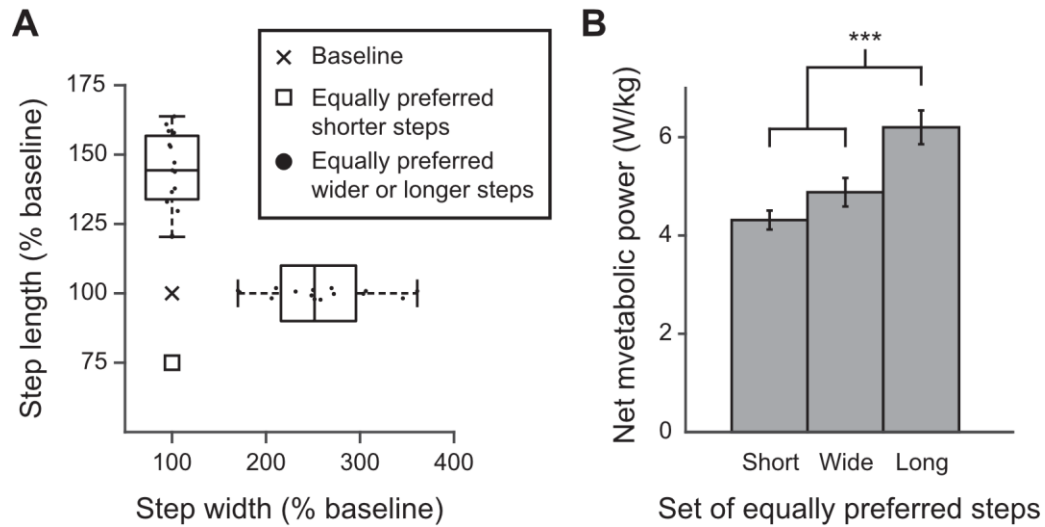 A
× Baseline
Equally preferred
shorter steps
Equally preferred
wider or longer steps
175
150
125
100
75
Step length (% baseline)
100 200 300 400
Step width (% baseline)
B
***
Net mvetabolic power (W/kg)
6
4
2
0
Short Wide Long
Set of equally preferred steps